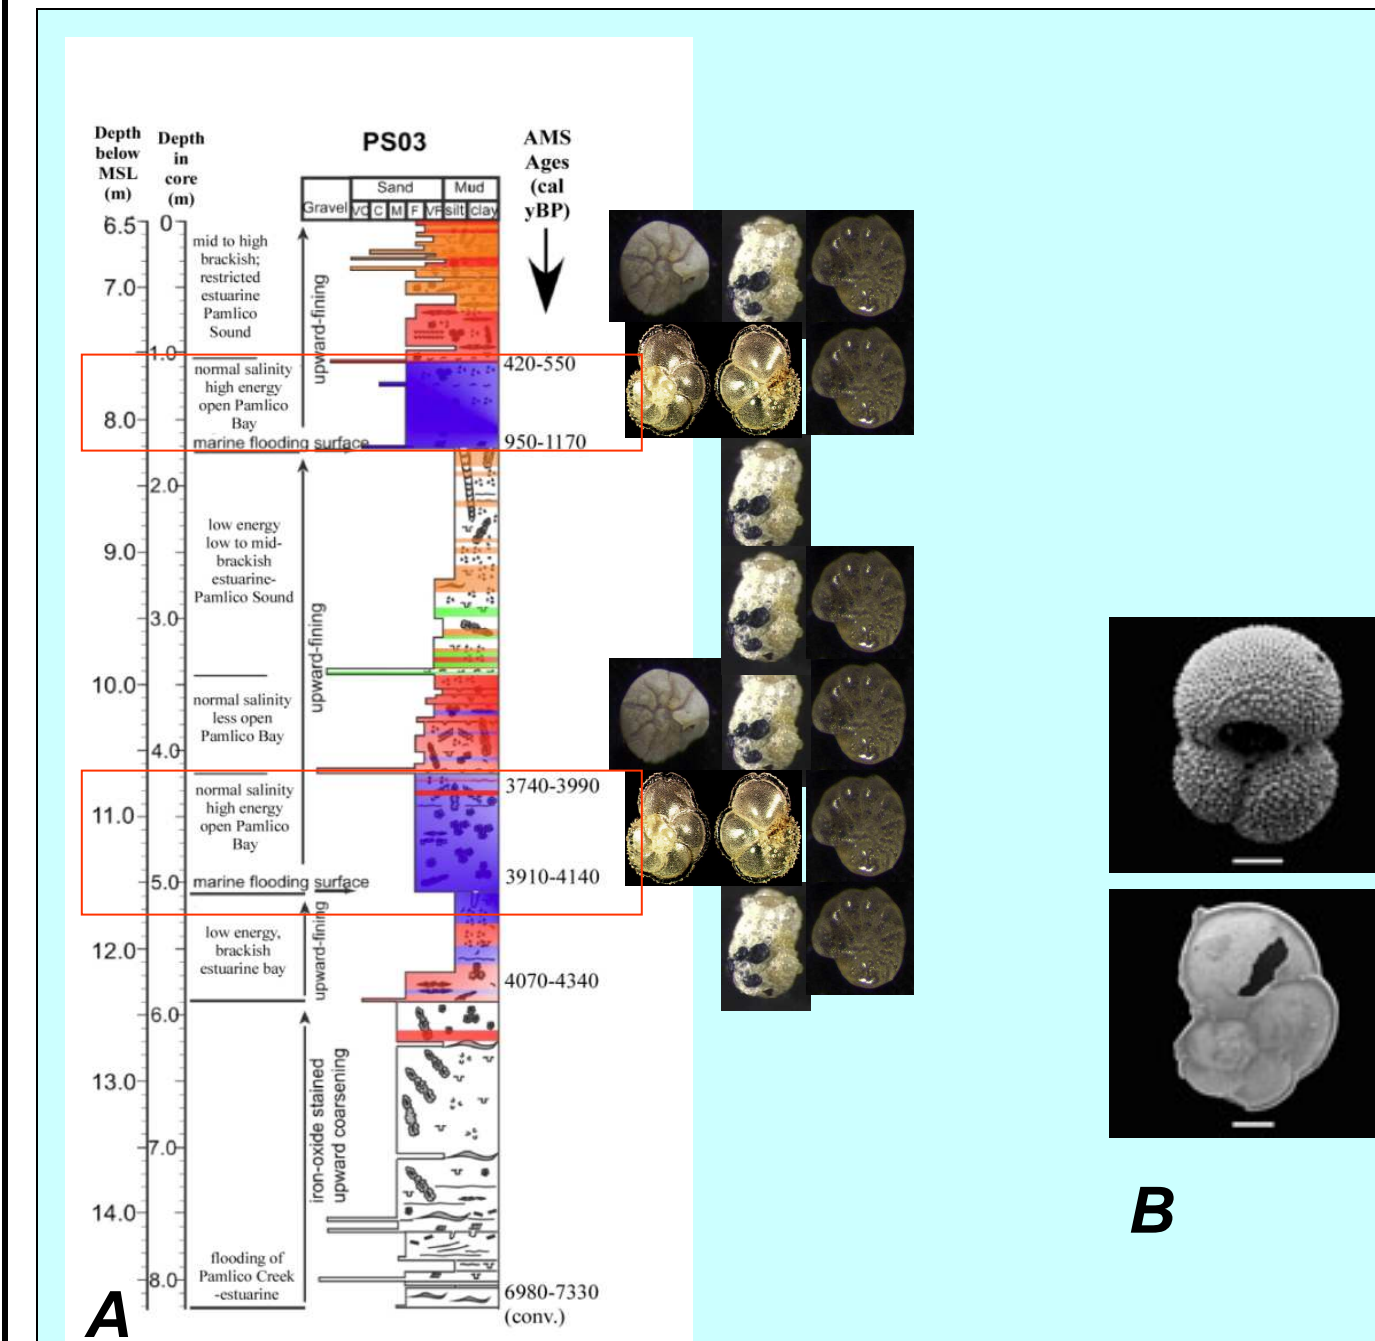 Depth
below
MSL
(m)
Depth
in
core
(m)
PS03
AMS
Ages
(cal
yBP)
Sand
Mud
Gravel
VC
C
M
F
VF
silt
clay
6.5
7.0
8.0
9.0
10.0
11.0
12.0
13.0
14.0
0
1.0
2.0
3.0
4.0
5.0
6.0
7.0
8.0
mid to high
brackish;
restricted
estuarine
Pamlico
Sound
upward-fining
normal salinity
high energy
open Pamlico
Bay
marine flooding surface
420-550
950-1170
low energy
low to mid-
brackish
estuarine-
Pamlico Sound
upward-fining
normal salinity
less open
Pamlico Bay
normal salinity
high energy
open Pamlico
Bay
marine flooding surface
3740-3990
3910-4140
low energy,
brackish
estuarine bay
upward-fining
4070-4340
iron-oxide stained
upward coarsening
flooding of
Pamlico Creek
-estuarine
6980-7330
(conv.)
A
B